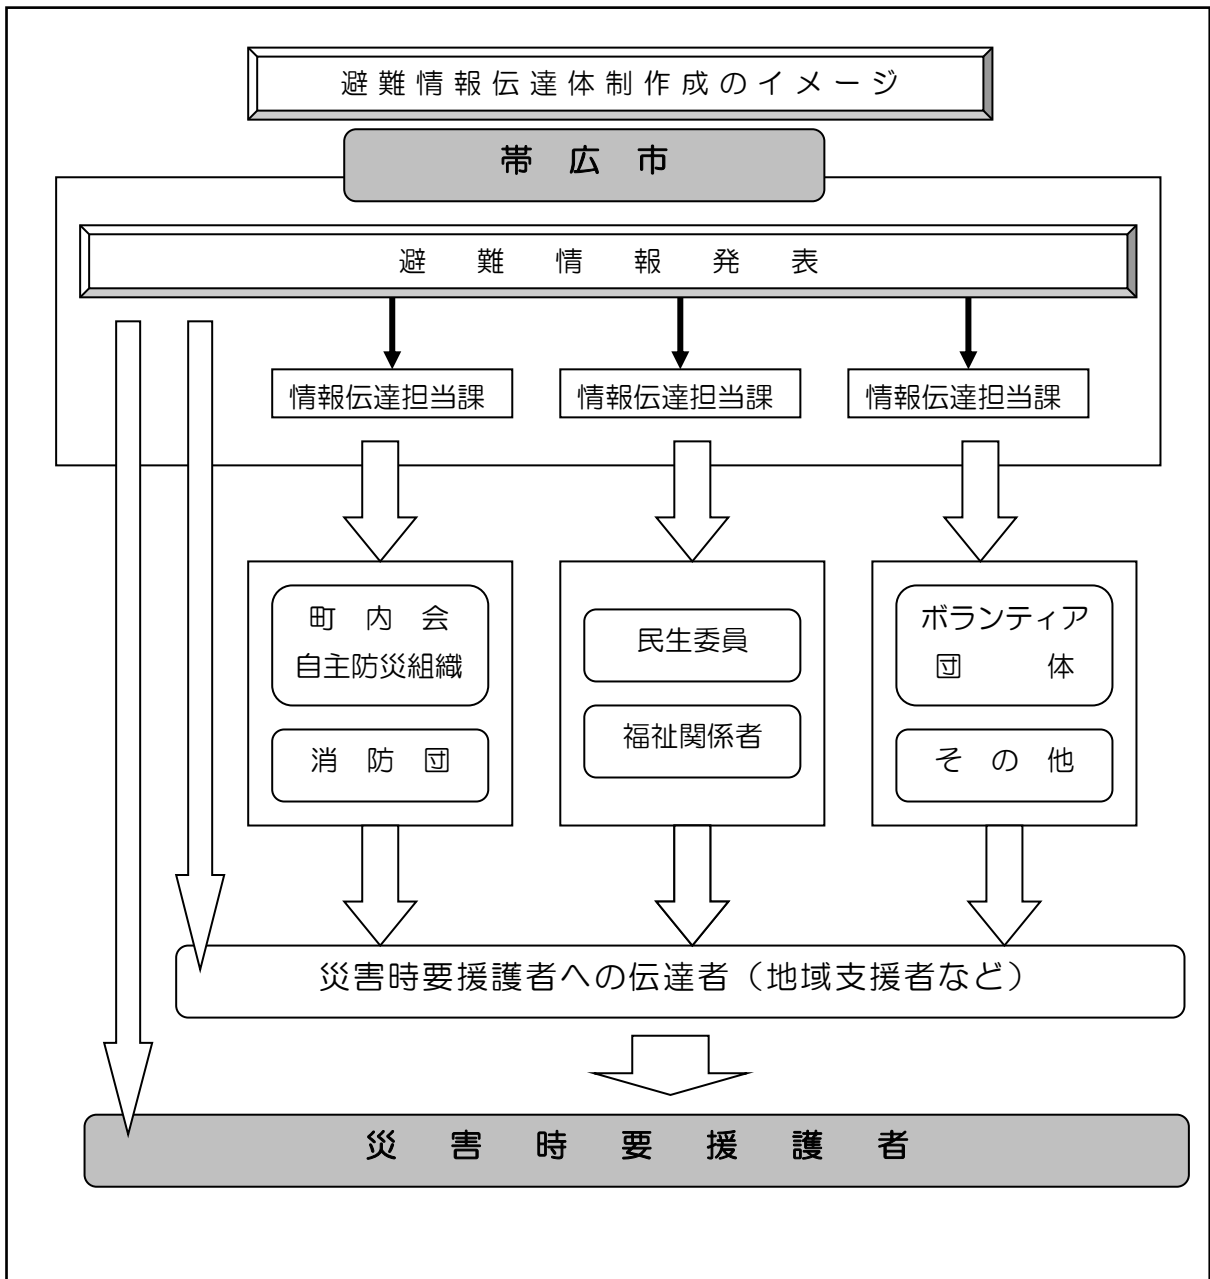 避難情報伝達体制作成のイメージ
帯広市
避難情報発表
情報伝達担当課
情報伝達担当課
情報伝達担当課
町内会
自主防災組織
消防団
民生委員
福祉関係者
ボランティア
団体
その他
災害時要援護者への伝達者（地域支援者など）
災害時要援護者